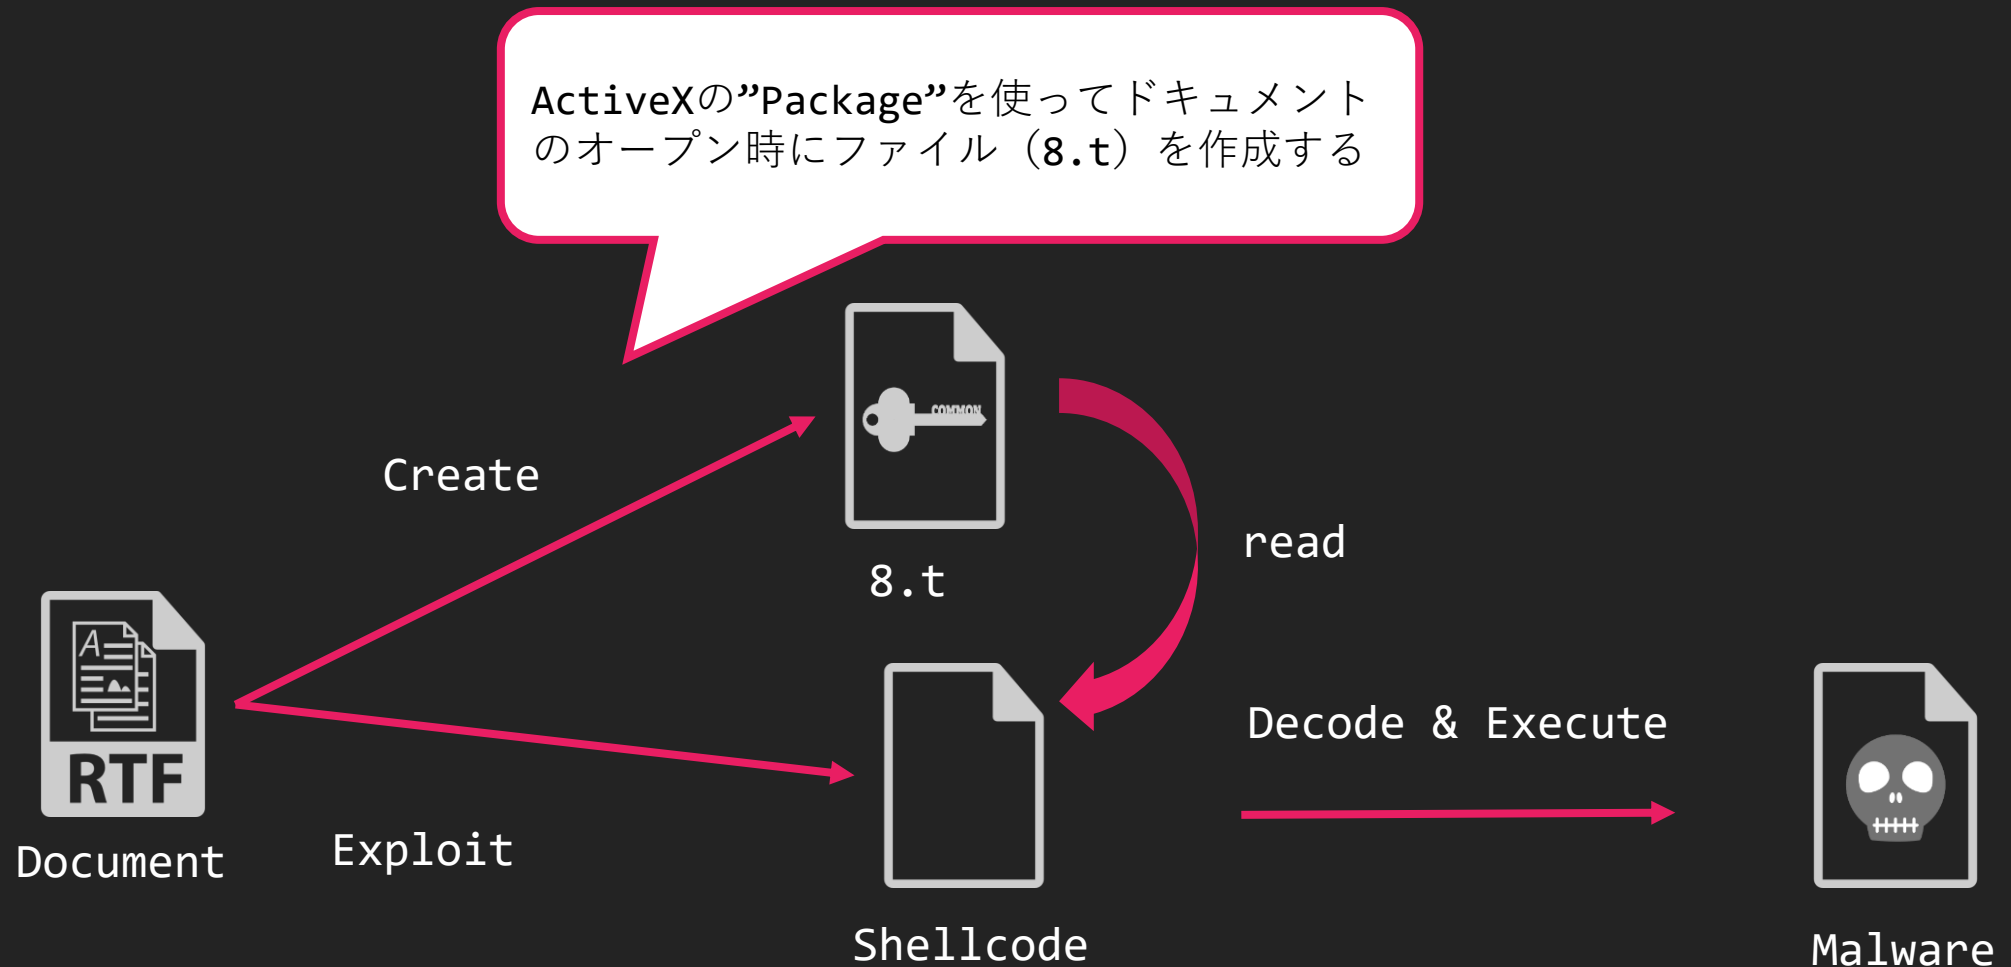 ActiveXの”Package”を使ってドキュメント
のオープン時にファイル（8.t）を作成する
COMMON
Create
8.t
read
A
RTF
Document
Exploit
Decode & Execute
Shellcode
Malware